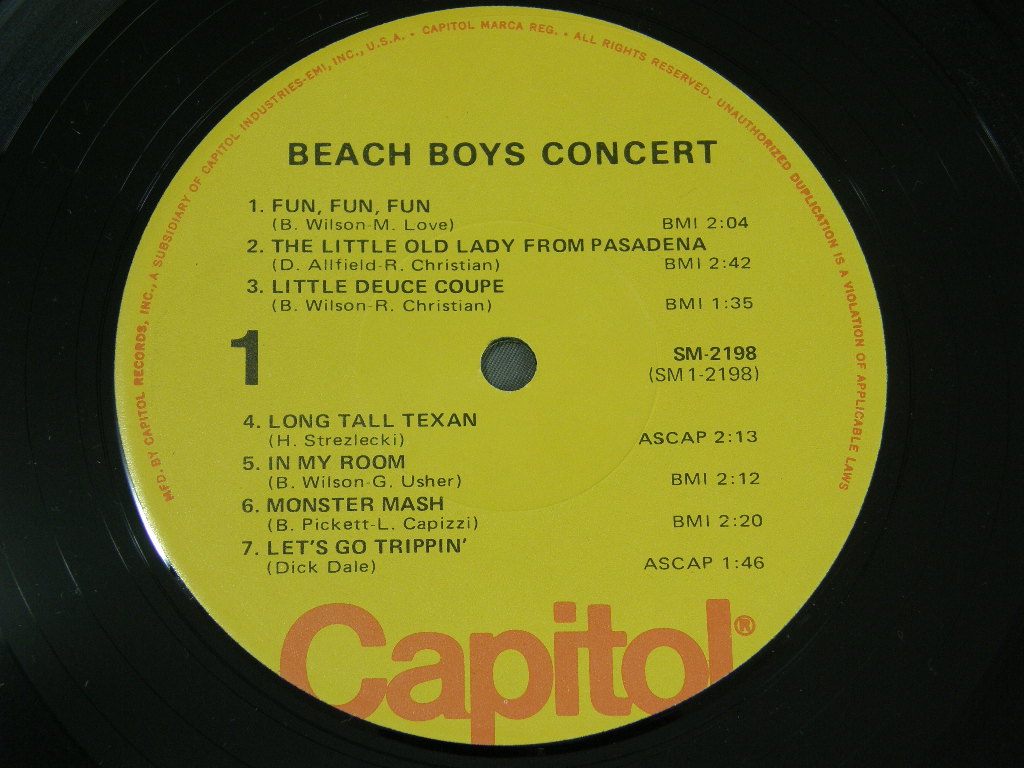 MFD. BY CAPITOL RECORDS, INC., A SUBSIDIARY OF CAPITOL INDUSTRIES-EMI, INC., U.S.A. • CAPITOL MARCA REG. • ALL RIGHTS RESERVED. UNAUTHORIZED DUPLICATION IS A VIOLATION OF APPLICABLE LAWS
BEACH BOYS CONCERT
1. FUN, FUN, FUN
(B. Wilson-M. Love) BMI 2:04
2. THE LITTLE OLD LADY FROM PASADENA
(D. Allfield-R. Christian) BMI 2:42
3. LITTLE DEUCE COUPE
(B. Wilson-R. Christian) BMI 1:35
1 SM-2198
(SM1-2198)
4. LONG TALL TEXAN
(H. Strezlecki) ASCAP 2:13
5. IN MY ROOM
(B. Wilson-G. Usher) BMI 2:12
6. MONSTER MASH
(B. Pickett-L. Capizzi) BMI 2:20
7. LET'S GO TRIPPIN'
(Dick Dale) ASCAP 1:46
Capitol®